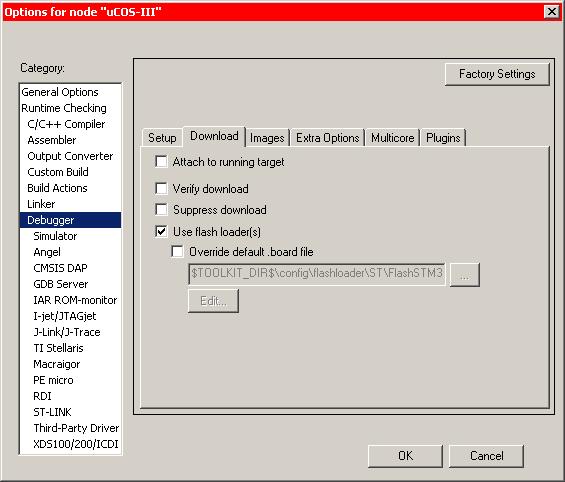 Options for node "uCOS-III"
Category:
Factory Settings
General Options
Runtime Checking
C/C++ Compiler
Assembler
Output Converter
Custom Build
Build Actions
Linker
Debugger
Simulator
Angel
CMSIS DAP
GDB Server
IAR ROM-monitor
I-jet/JTAGjet
J-Link/J-Trace
TI Stellaris
Macraigor
PE micro
RDI
ST-LINK
Third-Party Driver
XDS100/200/ICDI
Setup Download Images Extra Options Multicore Plugins
Attach to running target
Verify download
Suppress download
Use flash loader(s)
Override default .board file
$TOOLKIT_DIR$\config\flashloader\ST\FlashSTM3 ...
Edit...
OK Cancel